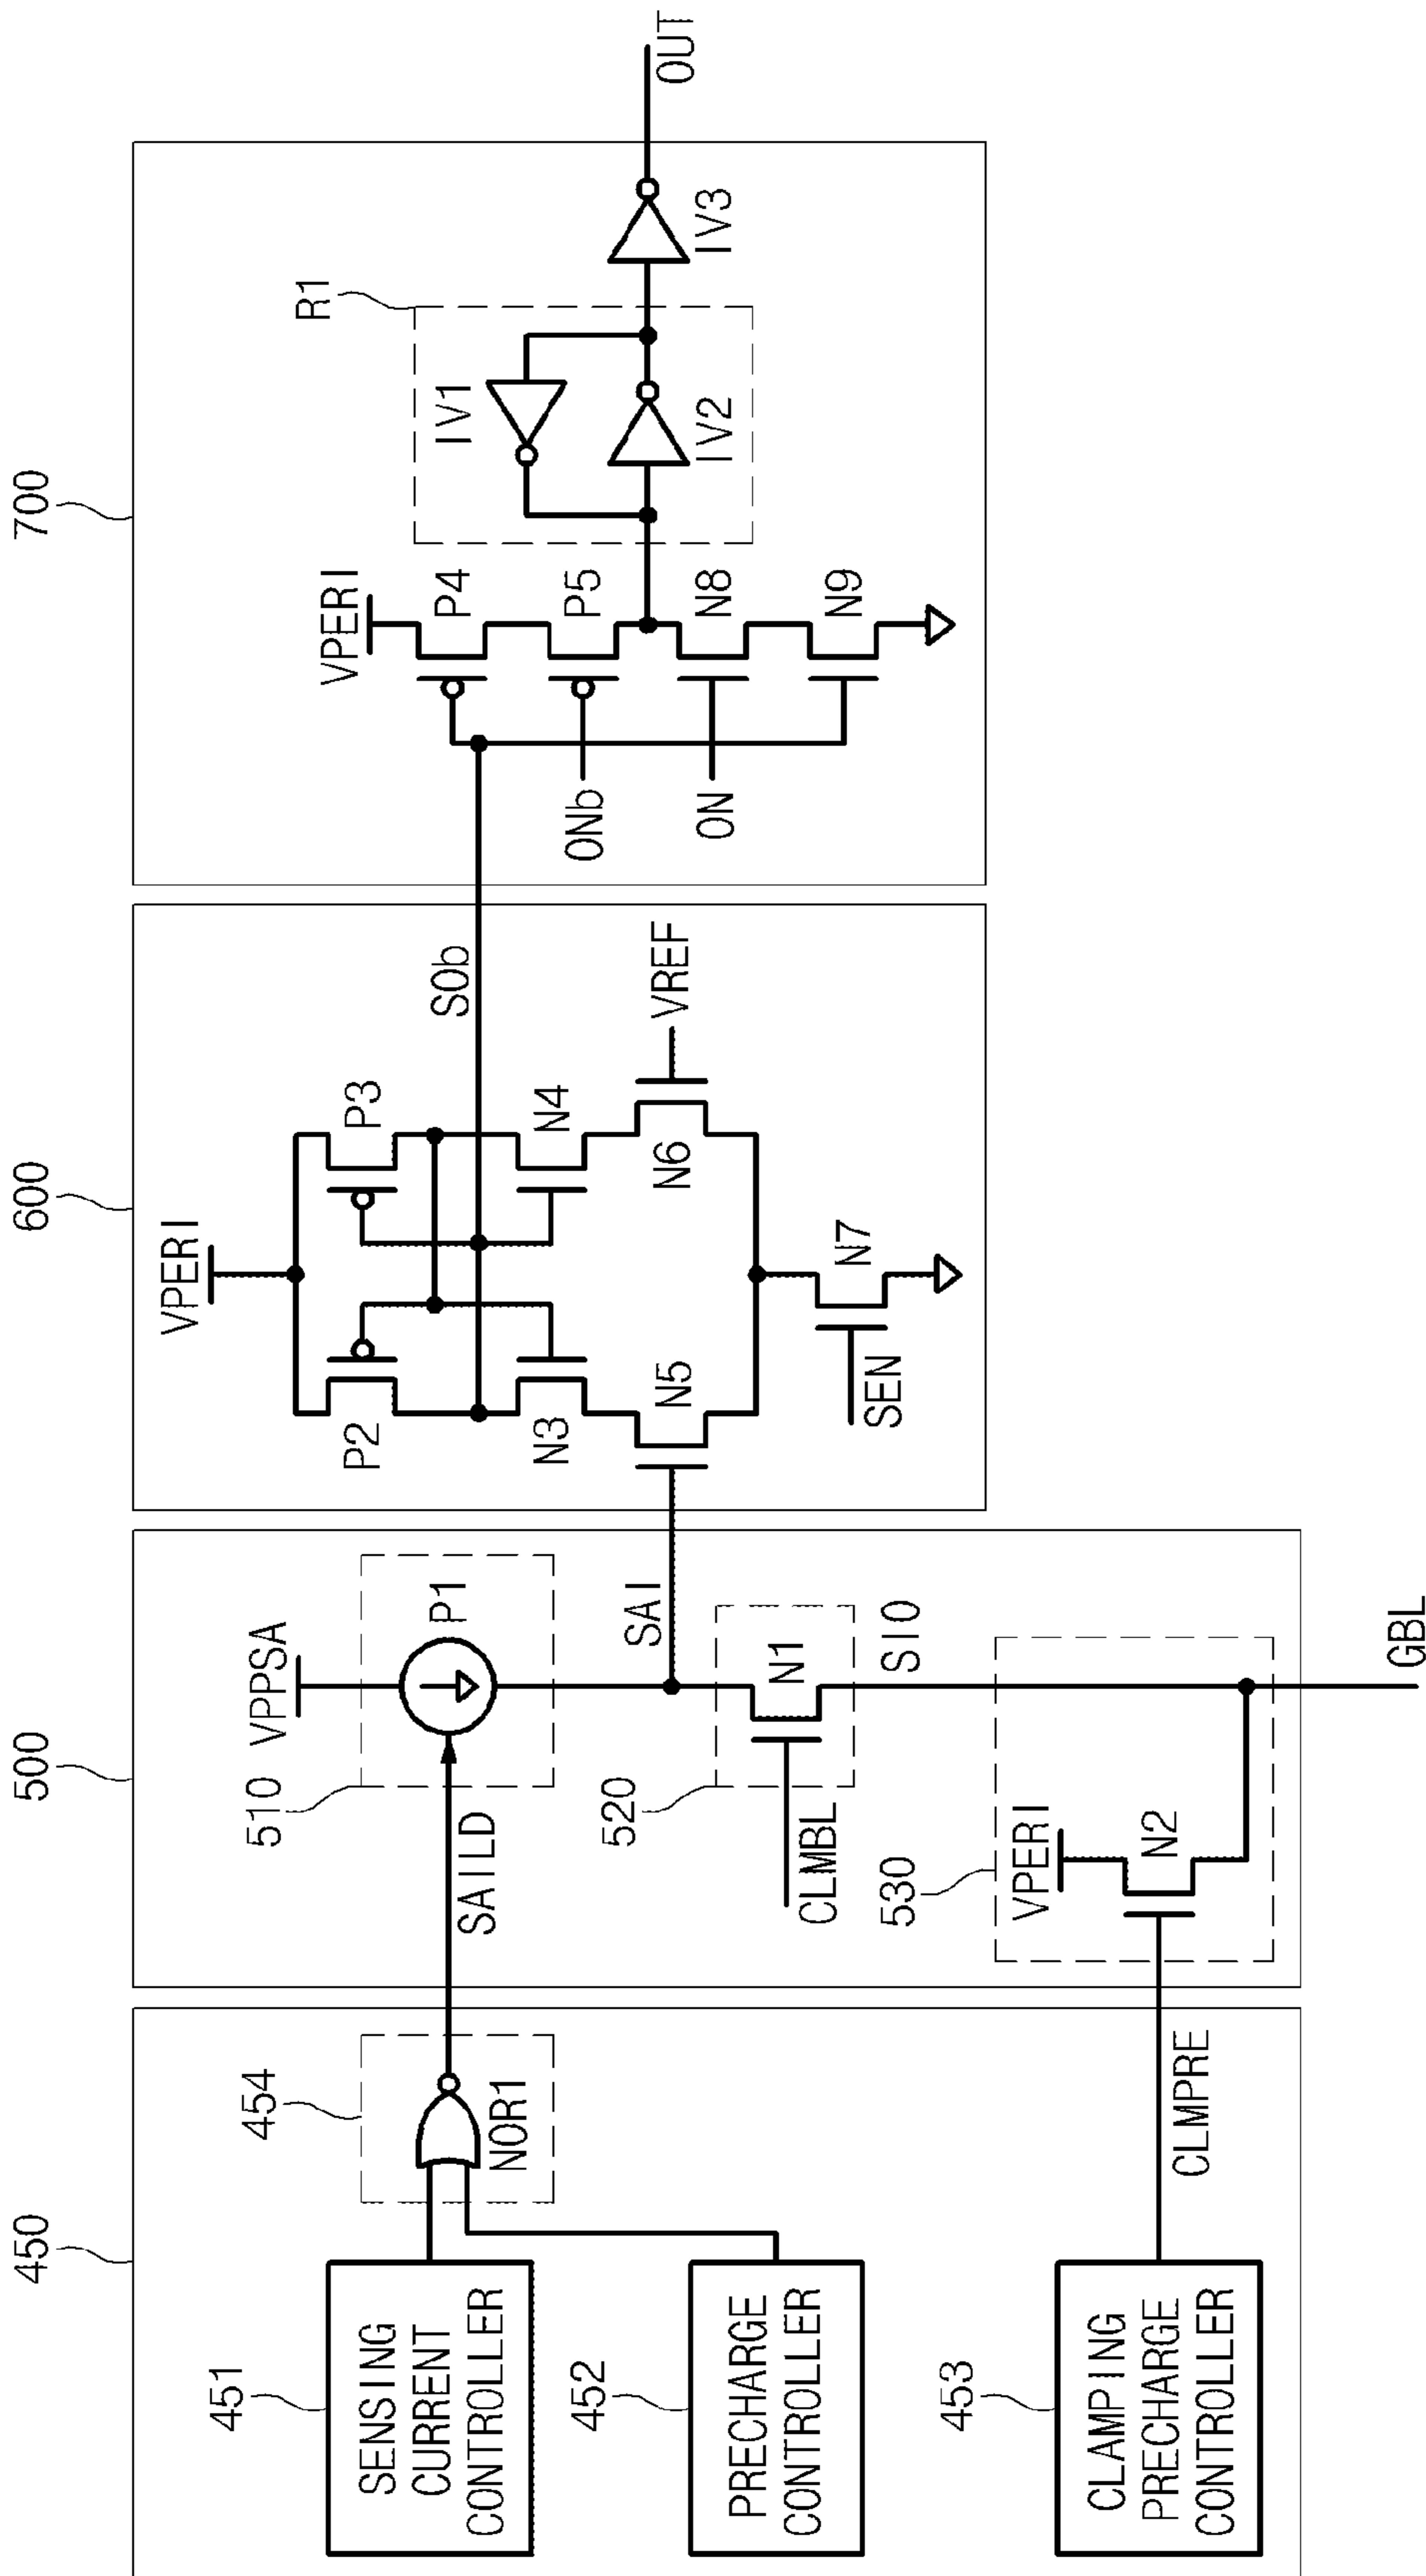 450
451
SENSING
CURRENT
CONTROLLER
452
PRECHARGE
CONTROLLER
453
CLAMPING
PRECHARGE
CONTROLLER
454
NOR1
SAILD
CLMPRE
500
510
VPPSA
P1
SAI
520
N1
CLMBL
SIO
530
VPERI
N2
GBL
600
VPERI
P2
P3
N3
N4
N5
N6
VREF
SEN
N7
SOb
700
VPERI
P4
P5
ONb
ON
N8
N9
R1
IV1
IV2
IV3
OUT